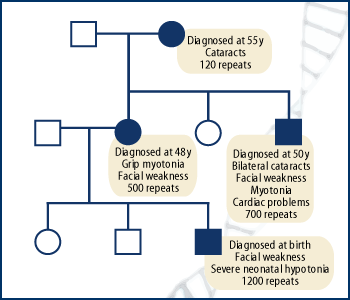 Diagnosed at 55y
Cataracts
120 repeats
Diagnosed at 48y
Grip myotonia
Facial weakness
500 repeats
Diagnosed at 50y
Bilateral cataracts
Facial weakness
Myotonia
Cardiac problems
700 repeats
Diagnosed at birth
Facial weakness
Severe neonatal hypotonia
1200 repeats